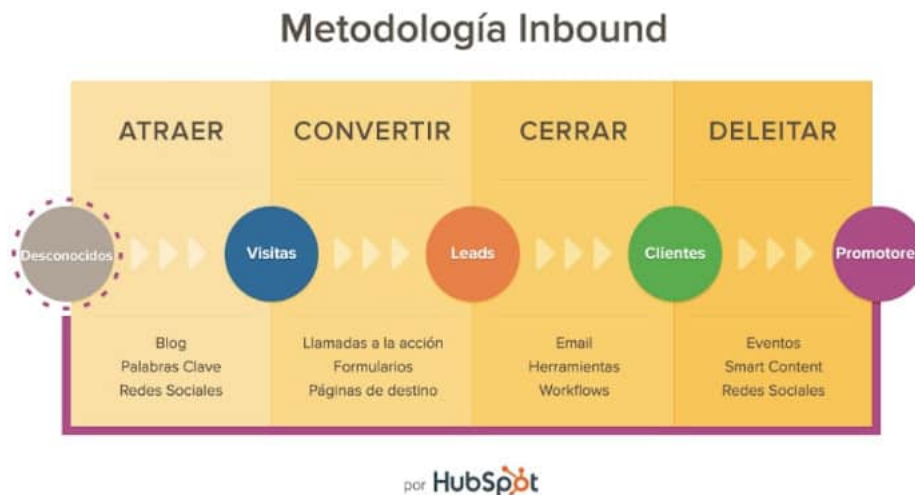 Metodología Inbound
ATRAER
CONVERTIR
CERRAR
DELEITAR
Desconocidos
Visitas
Leads
Clientes
Promotore
Blog
Palabras Clave
Redes Sociales
Llamadas a la acción
Formularios
Páginas de destino
Email
Herramientas
Workflows
Eventos
Smart Content
Redes Sociales
por HubSpot